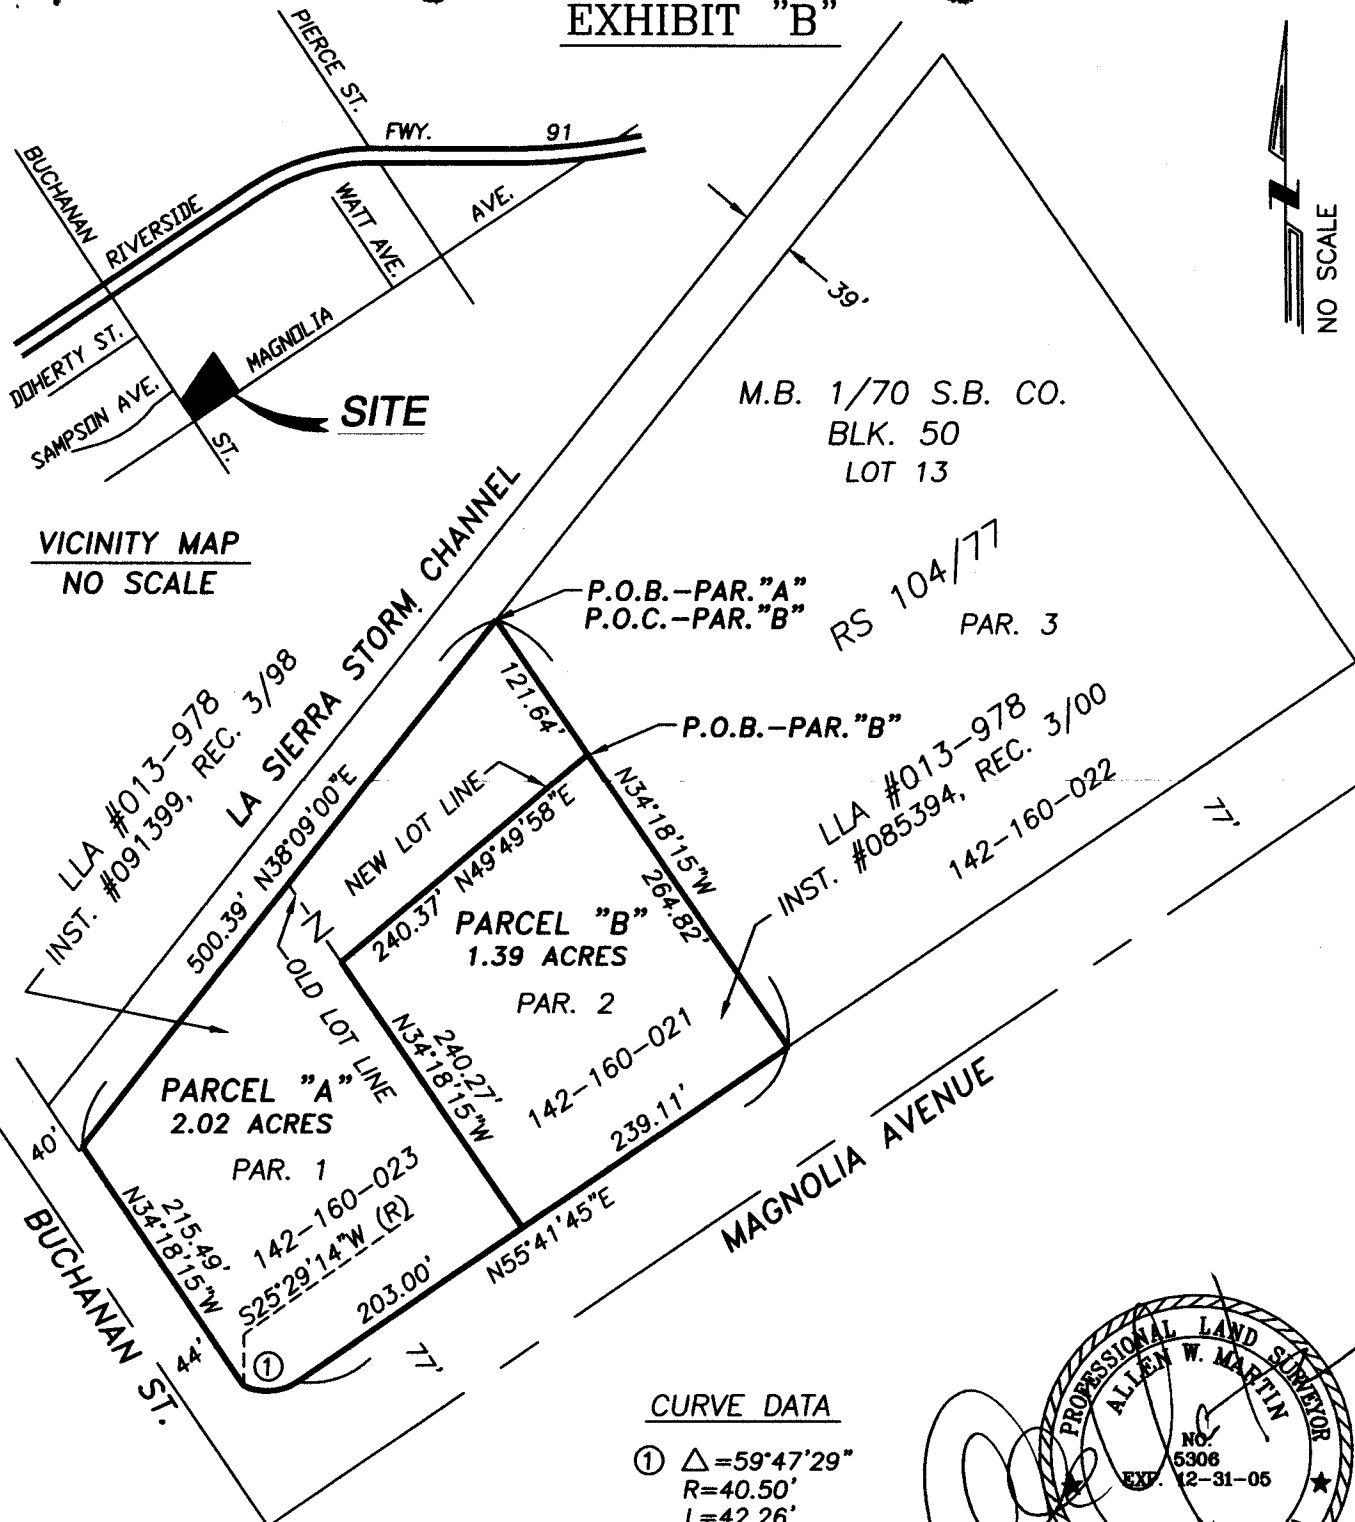 EXHIBIT "B"
PIERCE ST.
FWY. 91
BUCHANAN
RIVERSIDE
WATT AVE.
AVE.
DOHERTY ST.
MAGNOLIA
SAMPSON AVE.
ST.
SITE
VICINITY MAP
NO SCALE
NO SCALE
39'
M.B. 1/70 S.B. CO.
BLK. 50
LOT 13
RS 104/77
PAR. 3
P.O.B.-PAR."A"
P.O.C.-PAR."B"
P.O.B.-PAR."B"
LA SIERRA STORM CHANNEL
LLA #013-978
INST. #091399, REC. 3/98
121.64'
500.39' N38°09'00"E
NEW LOT LINE
240.37' N49°49'58"E
N34°18'15"W
264.82'
LLA #013-978
INST. #085394, REC. 3/00
142-160-022
77'
OLD LOT LINE
PARCEL "B"
1.39 ACRES
PAR. 2
240.27'
N34°18'15"W
142-160-021
239.11'
PARCEL "A"
2.02 ACRES
PAR. 1
142-160-023
40'
215.49'
N34°18'15"W
S25°29'14"W (R)
203.00'
N55°41'45"E
MAGNOLIA AVENUE
BUCHANAN ST.
44'
1
77'
CURVE DATA
1 △=59°47'29"
R=40.50'
L=42.26'
PROFESSIONAL LAND SURVEYOR
ALLEN W. MARTIN
NO.
5306
EXP. 12-31-05